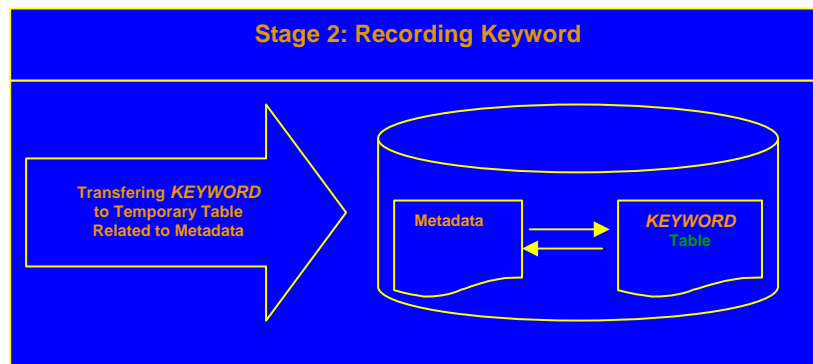 Stage 2: Recording Keyword
Transfering KEYWORD
to Temporary Table
Related to Metadata
Metadata
KEYWORD
Table